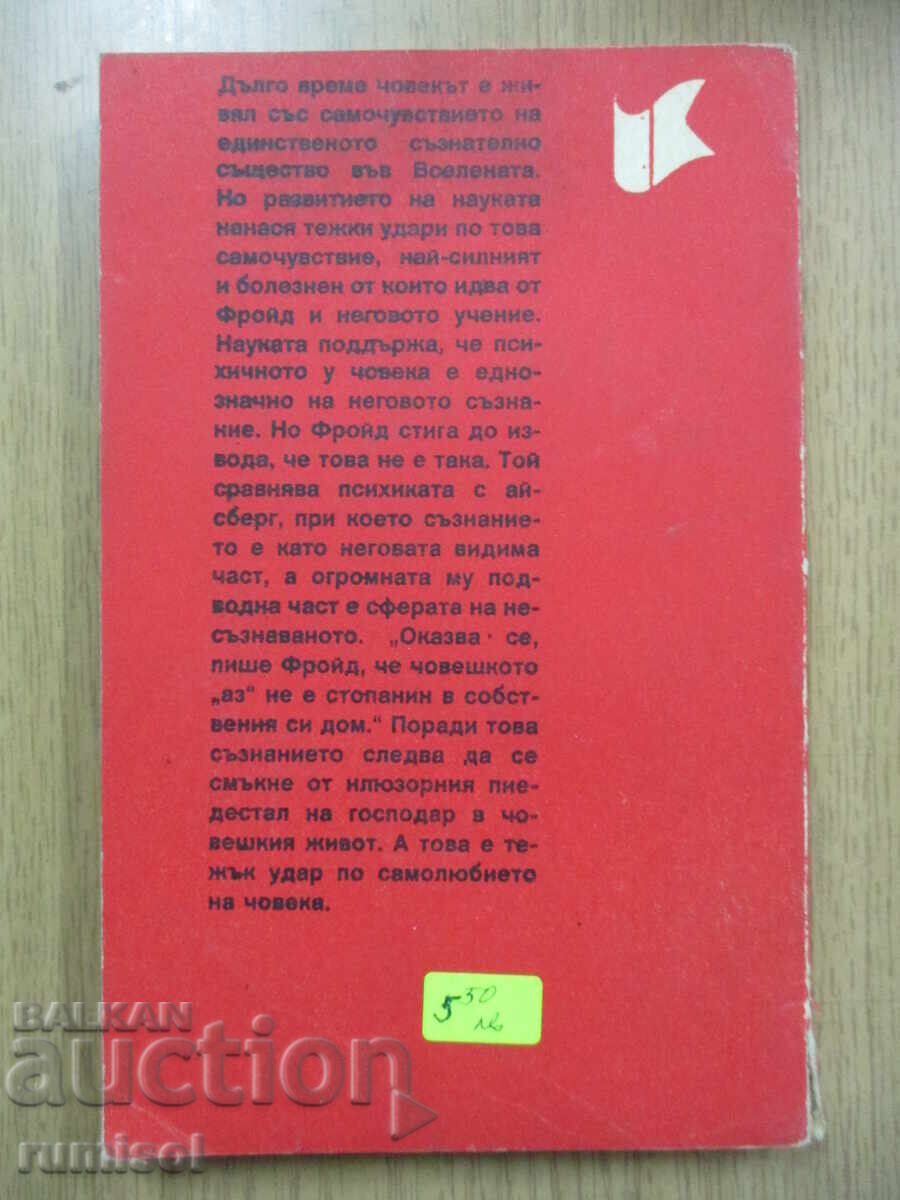 Дълго време човекът е жи-
вял със самочувствието на
единственото съзнателно
същество във Вселената.
Но развитието на науката
нанася тежки удари по това
самочувствие, най-силният
и болезнен от които идва от
Фройд и неговото учение.
Науката поддържа, че пси-
хичното у човека е едно-
значно на неговото съзна-
ние. Но Фройд стига до из-
вода, че това не е така. Той
сравнява психиката с ай-
сберг, при което съзнание-
то е като неговата видима
част, а огромната му под-
водна част е сферата на не-
съзнаваното. „Оказва се,
пише Фройд, че човешкото
„аз" не е стопанин в собст-
вения си дом." Поради това
съзнанието следва да се
смъкне от илюзорния пие-
дестал на господар в чо-
вешкия живот. А това е те-
жък удар по самолюбието
на човека.
5 50
лв
BALKAN
auction
rumisol